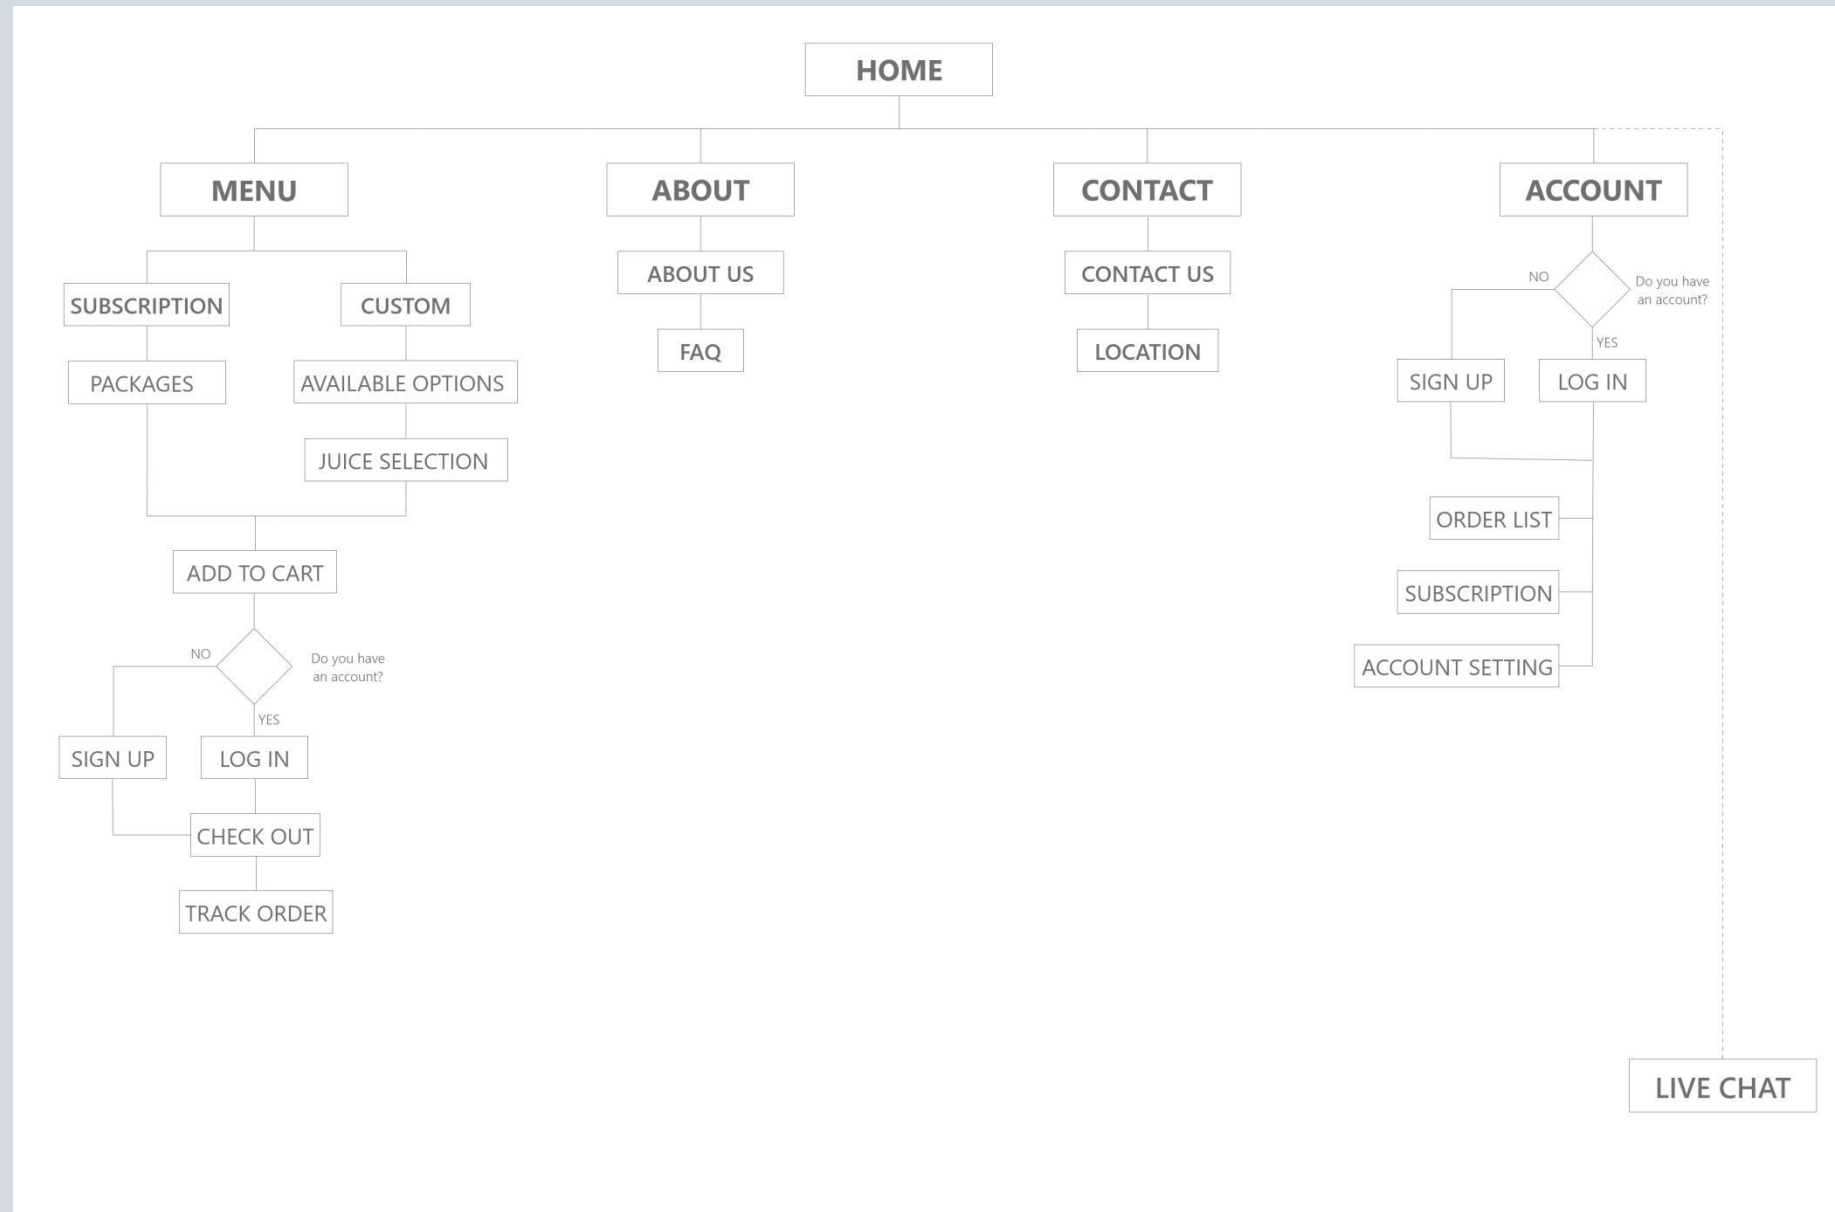 HOME
MENU
ABOUT
CONTACT
ACCOUNT
SUBSCRIPTION
CUSTOM
PACKAGES
AVAILABLE OPTIONS
JUICE SELECTION
ADD TO CART
NO
Do you have
an account?
YES
SIGN UP
LOG IN
CHECK OUT
TRACK ORDER
ABOUT US
FAQ
CONTACT US
LOCATION
NO
Do you have
an account?
YES
SIGN UP
LOG IN
ORDER LIST
SUBSCRIPTION
ACCOUNT SETTING
LIVE CHAT